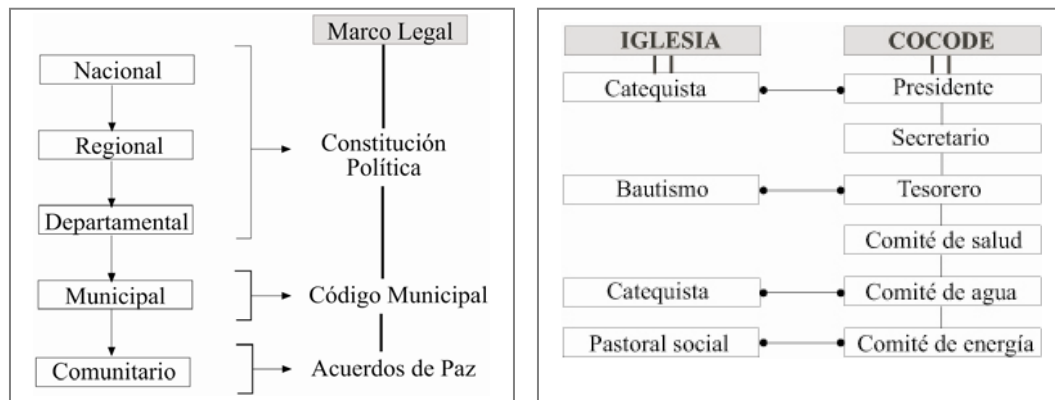 Marco Legal
Nacional
Regional
Constitución
Política
Departamental
Municipal
Código Municipal
Comunitario
Acuerdos de Paz
IGLESIA
COCODE
Catequista
Presidente
Secretario
Bautismo
Tesorero
Comité de salud
Catequista
Comité de agua
Pastoral social
Comité de energía